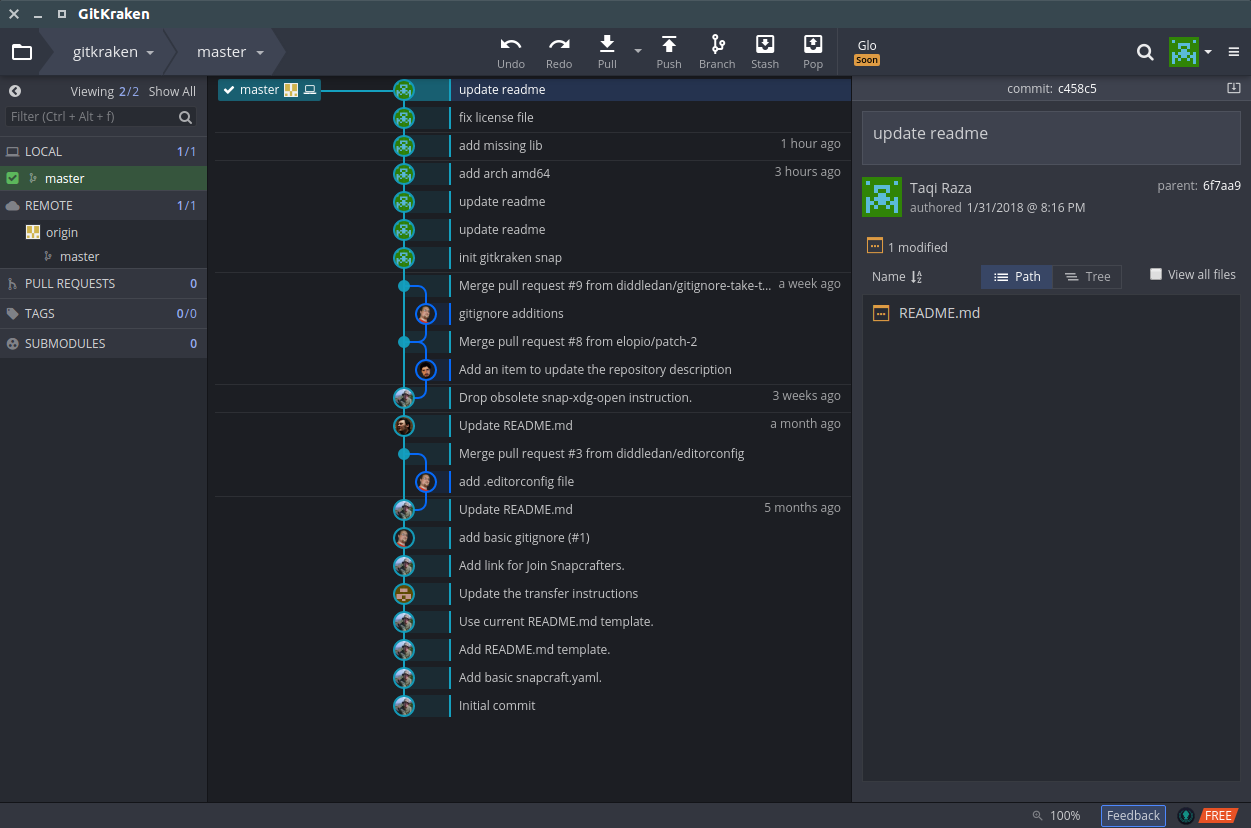 GitKraken
gitkraken
master
Undo
Redo
Pull
Push
Branch
Stash
Pop
Glo
Soon
Viewing 2/2 Show All
Filter (Ctrl + Alt + f)
LOCAL 1/1
master
REMOTE 1/1
origin
master
PULL REQUESTS 0
TAGS 0/0
SUBMODULES 0
master
update readme
fix license file
add missing lib 1 hour ago
add arch amd64 3 hours ago
update readme
update readme
init gitkraken snap
Merge pull request #9 from diddledan/gitignore-take-t... a week ago
gitignore additions
Merge pull request #8 from elopio/patch-2
Add an item to update the repository description
Drop obsolete snap-xdg-open instruction. 3 weeks ago
Update README.md a month ago
Merge pull request #3 from diddledan/editorconfig
add .editorconfig file
Update README.md 5 months ago
add basic gitignore (#1)
Add link for Join Snapcrafters.
Update the transfer instructions
Use current README.md template.
Add README.md template.
Add basic snapcraft.yaml.
Initial commit
commit: c458c5
update readme
Taqi Raza
parent: 6f7aa9
authored 1/31/2018 @ 8:16 PM
1 modified
Name
Path
Tree
View all files
README.md
100%
Feedback
FREE